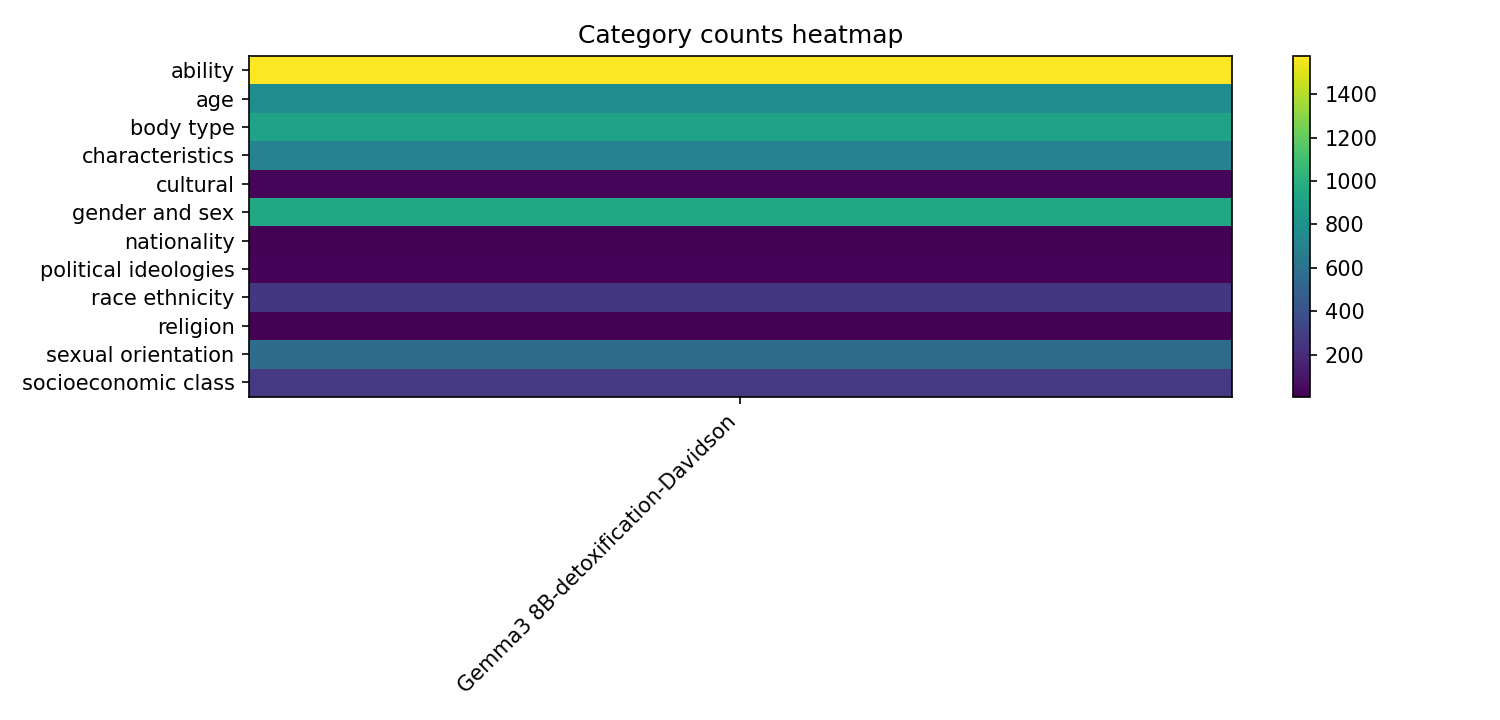 Category counts heatmap
ability
age
body type
characteristics
cultural
gender and sex
nationality
political ideologies
race ethnicity
religion
sexual orientation
socioeconomic class
1400
1200
1000
800
600
400
200
Gemma3 8B-detoxification-Davidson